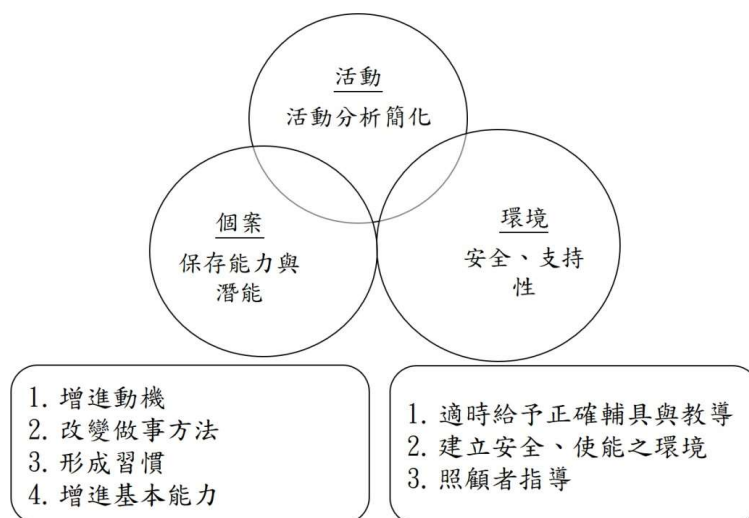 活動
活動分析簡化
個案
保存能力與
潛能
環境
安全、支持
性
1. 增進動機
2. 改變做事方法
3. 形成習慣
4. 增進基本能力
1. 適時給予正確輔具與教導
2. 建立安全、使能之環境
3. 照顧者指導